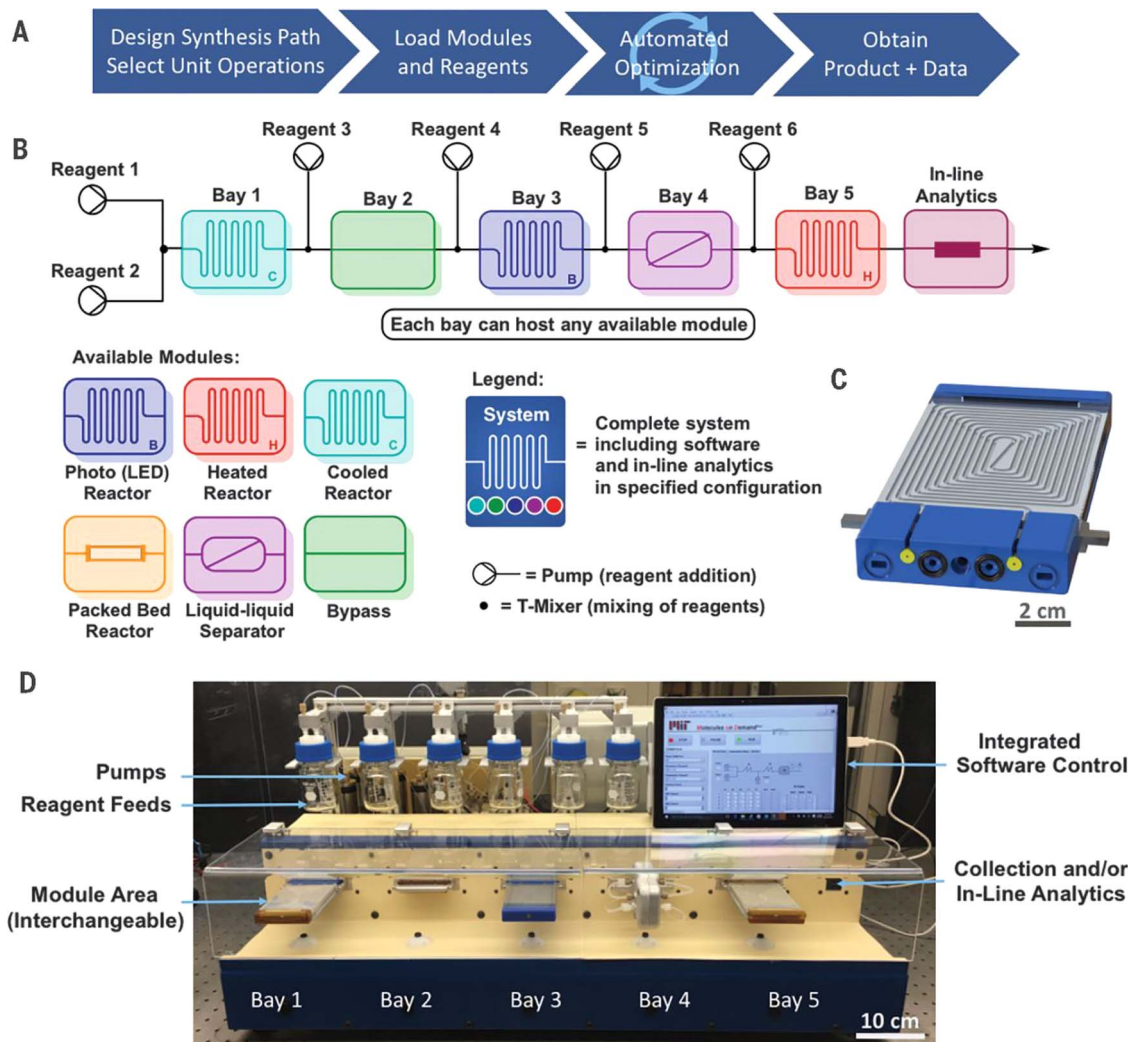 A
Design Synthesis Path
Select Unit Operations
Load Modules
and Reagents
Automated
Optimization
Obtain
Product + Data
B
Reagent 1
Reagent 2
Reagent 3
Reagent 4
Reagent 5
Reagent 6
Bay 1
Bay 2
Bay 3
Bay 4
Bay 5
In-line
Analytics
C
B
H
Each bay can host any available module
Available Modules:
B
H
C
Photo (LED)
Reactor
Heated
Reactor
Cooled
Reactor
Packed Bed
Reactor
Liquid-liquid
Separator
Bypass
Legend:
System
= Complete system
including software
and in-line analytics
in specified configuration
= Pump (reagent addition)
= T-Mixer (mixing of reagents)
C
2 cm
D
Pumps
Reagent Feeds
Module Area
(Interchangeable)
Integrated
Software Control
Collection and/or
In-Line Analytics
Bay 1
Bay 2
Bay 3
Bay 4
Bay 5
10 cm